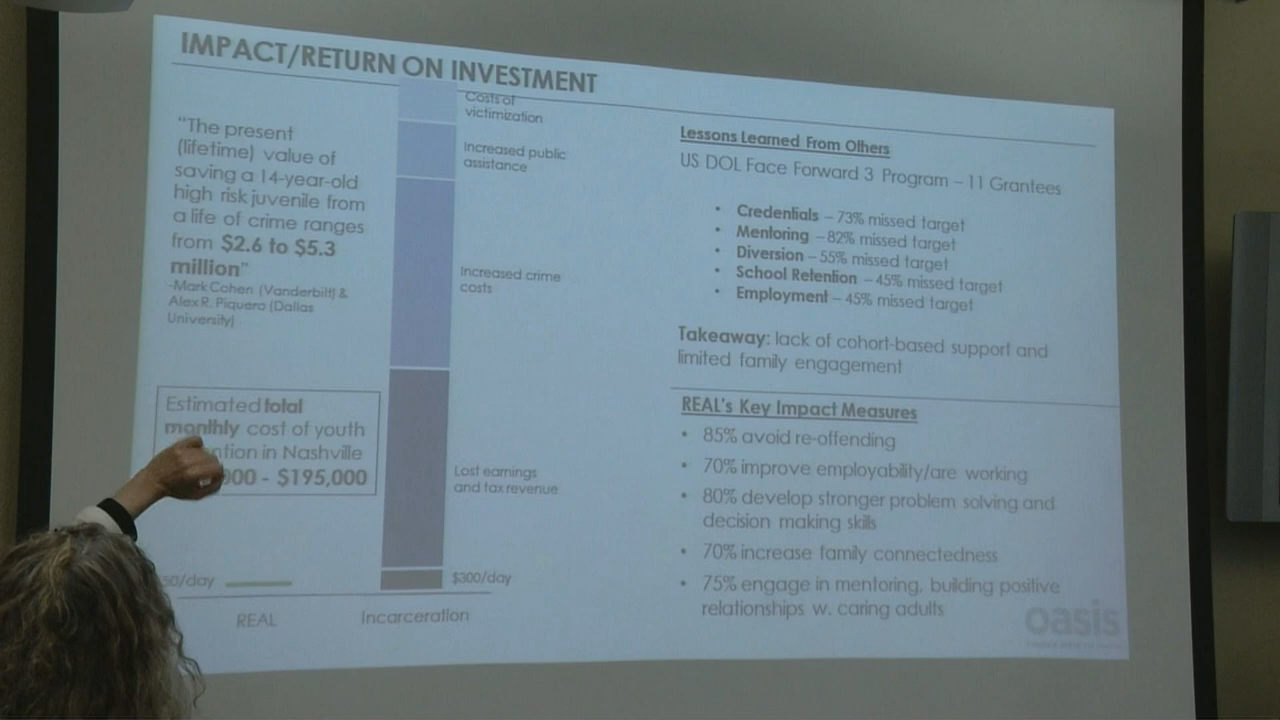 IMPACT/RETURN ON INVESTMENT
"The present
(lifetime) value of
saving a 14-year-old
high risk juvenile from
a life of crime ranges
from $2.6 to $5.3
million"
-Mark Cohen (Vanderbilt) &
Alex R. Piquero (Dallas
University)
Estimated total
monthly cost of youth
ntion in Nashville
000 - $195,000
50/day
REAL
Costs of
victimization
Increased public
assistance
Increased crime
costs
Lost earnings
and tax revenue
$300/day
Incarceration
Lessons Learned From Others
US DOL Face Forward 3 Program – 11 Grantees
• Credentials – 73% missed target
• Mentoring – 82% missed target
• Diversion – 55% missed target
• School Retention – 45% missed target
• Employment – 45% missed target
Takeaway: lack of cohort-based support and
limited family engagement
REAL's Key Impact Measures
• 85% avoid re-offending
• 70% improve employability/are working
• 80% develop stronger problem solving and
decision making skills
• 70% increase family connectedness
• 75% engage in mentoring, building positive
relationships w. caring adults
oasis